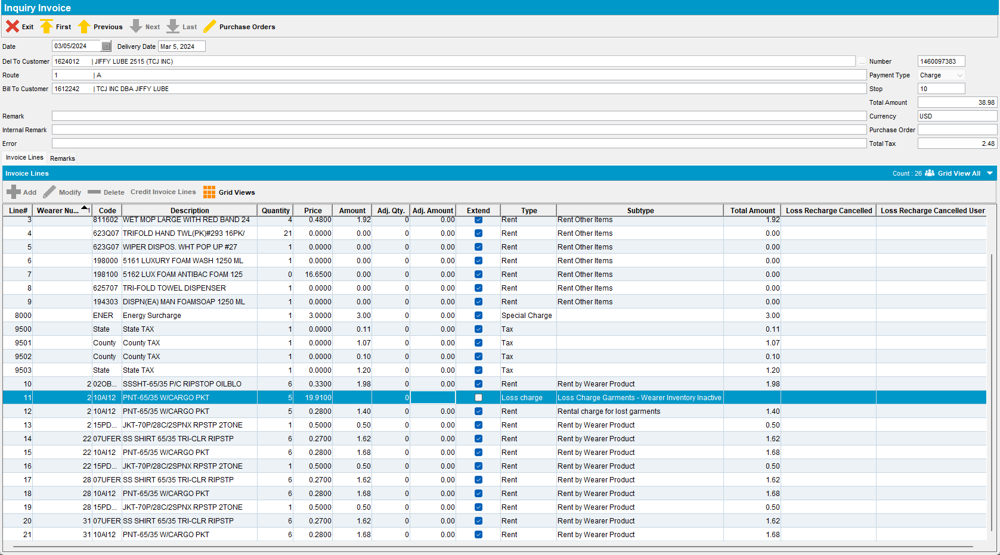 Inquiry Invoice
Exit First Previous Next Last Purchase Orders
Date 03/05/2024 16 Delivery Date Mar 5, 2024
Del To Customer 1624012 | JIFFY LUBE 2515 (TCJ INC) ... Number 1460097383
Route 1 | A Payment Type Charge
Bill To Customer 1612242 | TCJ INC DBA JIFFY LUBE Stop 10
Total Amount 38.98
Remark Currency USD
Internal Remark Purchase Order
Error Total Tax 2.48
Invoice Lines Remarks
Invoice Lines Count : 26 Grid View All
Add Modify Delete Credit Invoice Lines Grid Views
Line# Wearer Nu... 1 Code Description Quantity Price Amount Adj. Qty. Adj. Amount Extend Type Subtype Total Amount Loss Recharge Cancelled Loss Recharge Cancelled User
3 811602 WET MOP LARGE WITH RED BAND 24 4 0.4800 1.92 0 0.00 Rent Rent Other Items 1.92
4 623Q07 TRIFOLD HAND TWL(PK)#293 16PK/ 21 0.0000 0.00 0 0.00 Rent Rent Other Items 0.00
5 623G07 WIPER DISPOS. WHT POP UP #27 1 0.0000 0.00 0 0.00 Rent Rent Other Items 0.00
6 198000 5161 LUXURY FOAM WASH 1250 ML 1 0.0000 0.00 0 0.00 Rent Rent Other Items 0.00
7 198100 5162 LUX FOAM ANTIBAC FOAM 125 0 16.6500 0.00 0 0.00 Rent Rent Other Items 0.00
8 625707 TRI-FOLD TOWEL DISPENSER 1 0.0000 0.00 0 0.00 Rent Rent Other Items 0.00
9 194303 DISPN(EA) MAN FOAMSOAP 1250 ML 1 0.0000 0.00 0 0.00 Rent Rent Other Items 0.00
8000 ENER Energy Surcharge 1 3.0000 3.00 0 0.00 Special Charge 3.00
9500 State State TAX 1 0.0000 0.11 0 0.00 Tax 0.11
9501 County County TAX 1 0.0000 1.07 0 0.00 Tax 1.07
9502 County County TAX 1 0.0000 0.10 0 0.00 Tax 0.10
9503 State State TAX 1 0.0000 1.20 0 0.00 Tax 1.20
10 2 02OB... SSSHT-65/35 P/C RIPSTOP OILBLO 6 0.3300 1.98 0 0.00 Rent Rent by Wearer Product 1.98
11 2 10AI12 PNT-65/35 W/CARGO PKT 5 19.9100 0 Loss charge Loss Charge Garments - Wearer Inventory Inactive
12 2 10AI12 PNT-65/35 W/CARGO PKT 5 0.2800 1.40 0 0.00 Rent Rental charge for lost garments 1.40
13 2 15PD... JKT-70P/28C/2SPNX RPSTP 2TONE 1 0.5000 0.50 0 0.00 Rent Rent by Wearer Product 0.50
14 22 07UFER SS SHIRT 65/35 TRI-CLR RIPSTP 6 0.2700 1.62 0 0.00 Rent Rent by Wearer Product 1.62
15 22 10AI12 PNT-65/35 W/CARGO PKT 6 0.2800 1.68 0 0.00 Rent Rent by Wearer Product 1.68
16 22 15PD... JKT-70P/28C/2SPNX RPSTP 2TONE 1 0.5000 0.50 0 0.00 Rent Rent by Wearer Product 0.50
17 28 07UFER SS SHIRT 65/35 TRI-CLR RIPSTP 6 0.2700 1.62 0 0.00 Rent Rent by Wearer Product 1.62
18 28 10AI12 PNT-65/35 W/CARGO PKT 6 0.2800 1.68 0 0.00 Rent Rent by Wearer Product 1.68
19 28 15PD... JKT-70P/28C/2SPNX RPSTP 2TONE 1 0.5000 0.50 0 0.00 Rent Rent by Wearer Product 0.50
20 31 07UFER SS SHIRT 65/35 TRI-CLR RIPSTP 6 0.2700 1.62 0 0.00 Rent Rent by Wearer Product 1.62
21 31 10AI12 PNT-65/35 W/CARGO PKT 6 0.2800 1.68 0 0.00 Rent Rent by Wearer Product 1.68